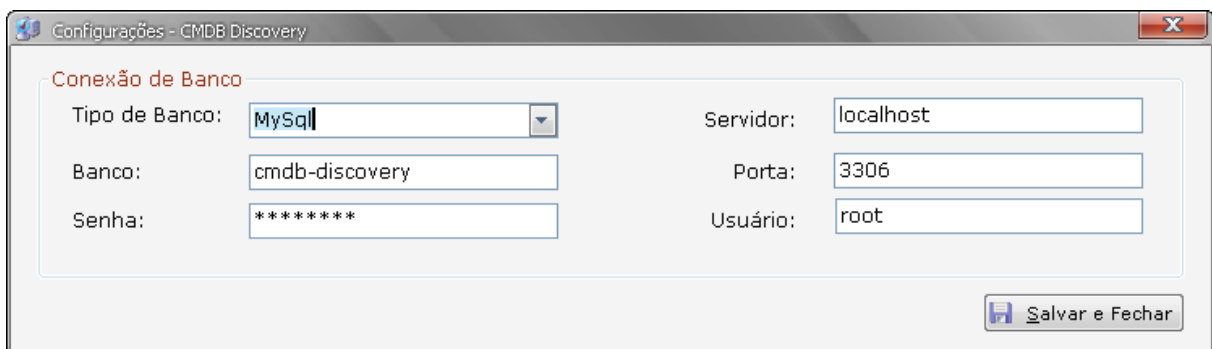 Configurações - CMDB Discovery
Conexão de Banco
Tipo de Banco: MySql Servidor: localhost
Banco: cmdb-discovery Porta: 3306
Senha: ******** Usuário: root
Salvar e Fechar